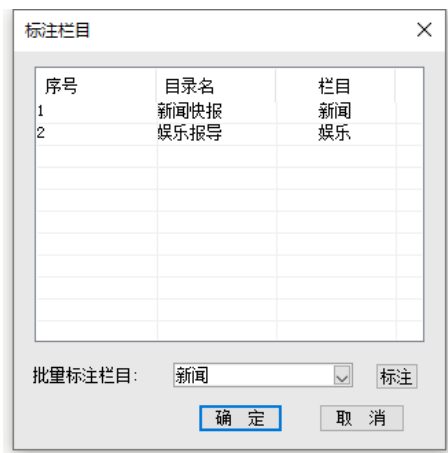 标注栏目
序号 目录名 栏目
1 新闻快报 新闻
2 娱乐报导 娱乐
批量标注栏目: 新闻 标注
确 定 取 消